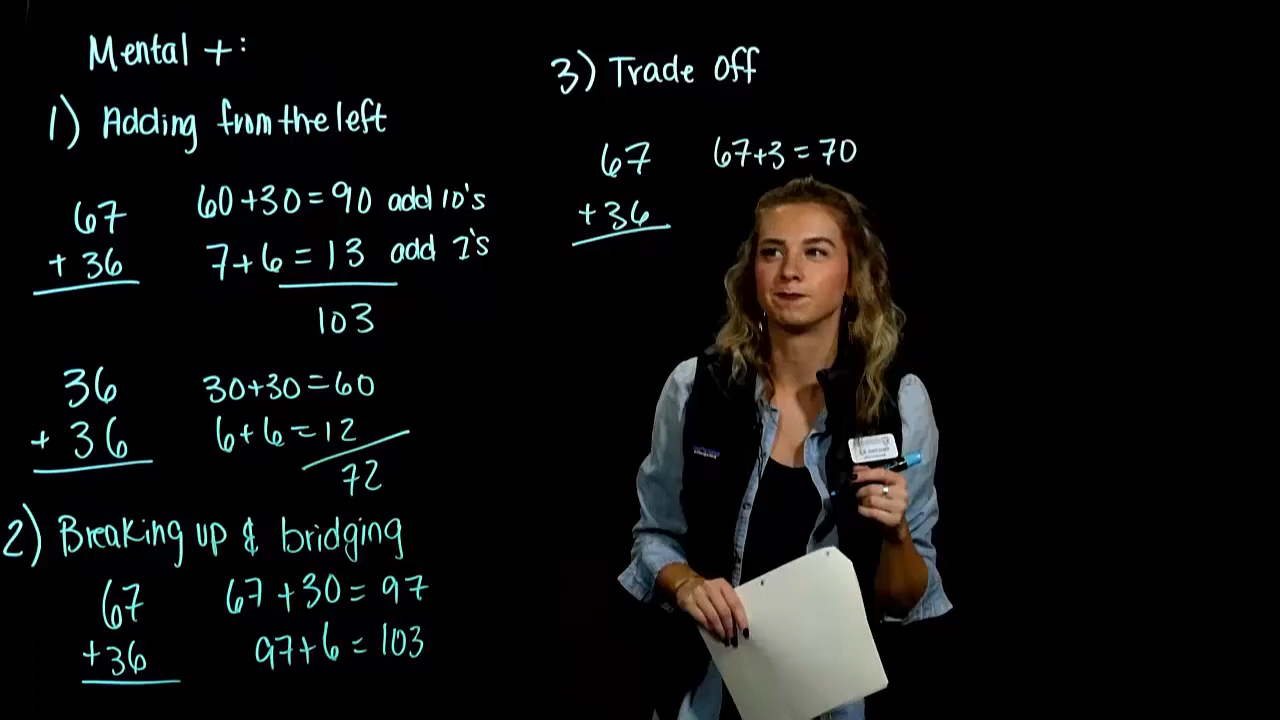 Mental +:
1) Adding from the left
67
+ 36
60+30=90 add 10's
7+6=13 add 1's
103
36
+ 36
30+30=60
6+6=12
72
2) Breaking up & bridging
67
+36
67+30=97
97+6=103
3) Trade Off
67
+36
67+3=70